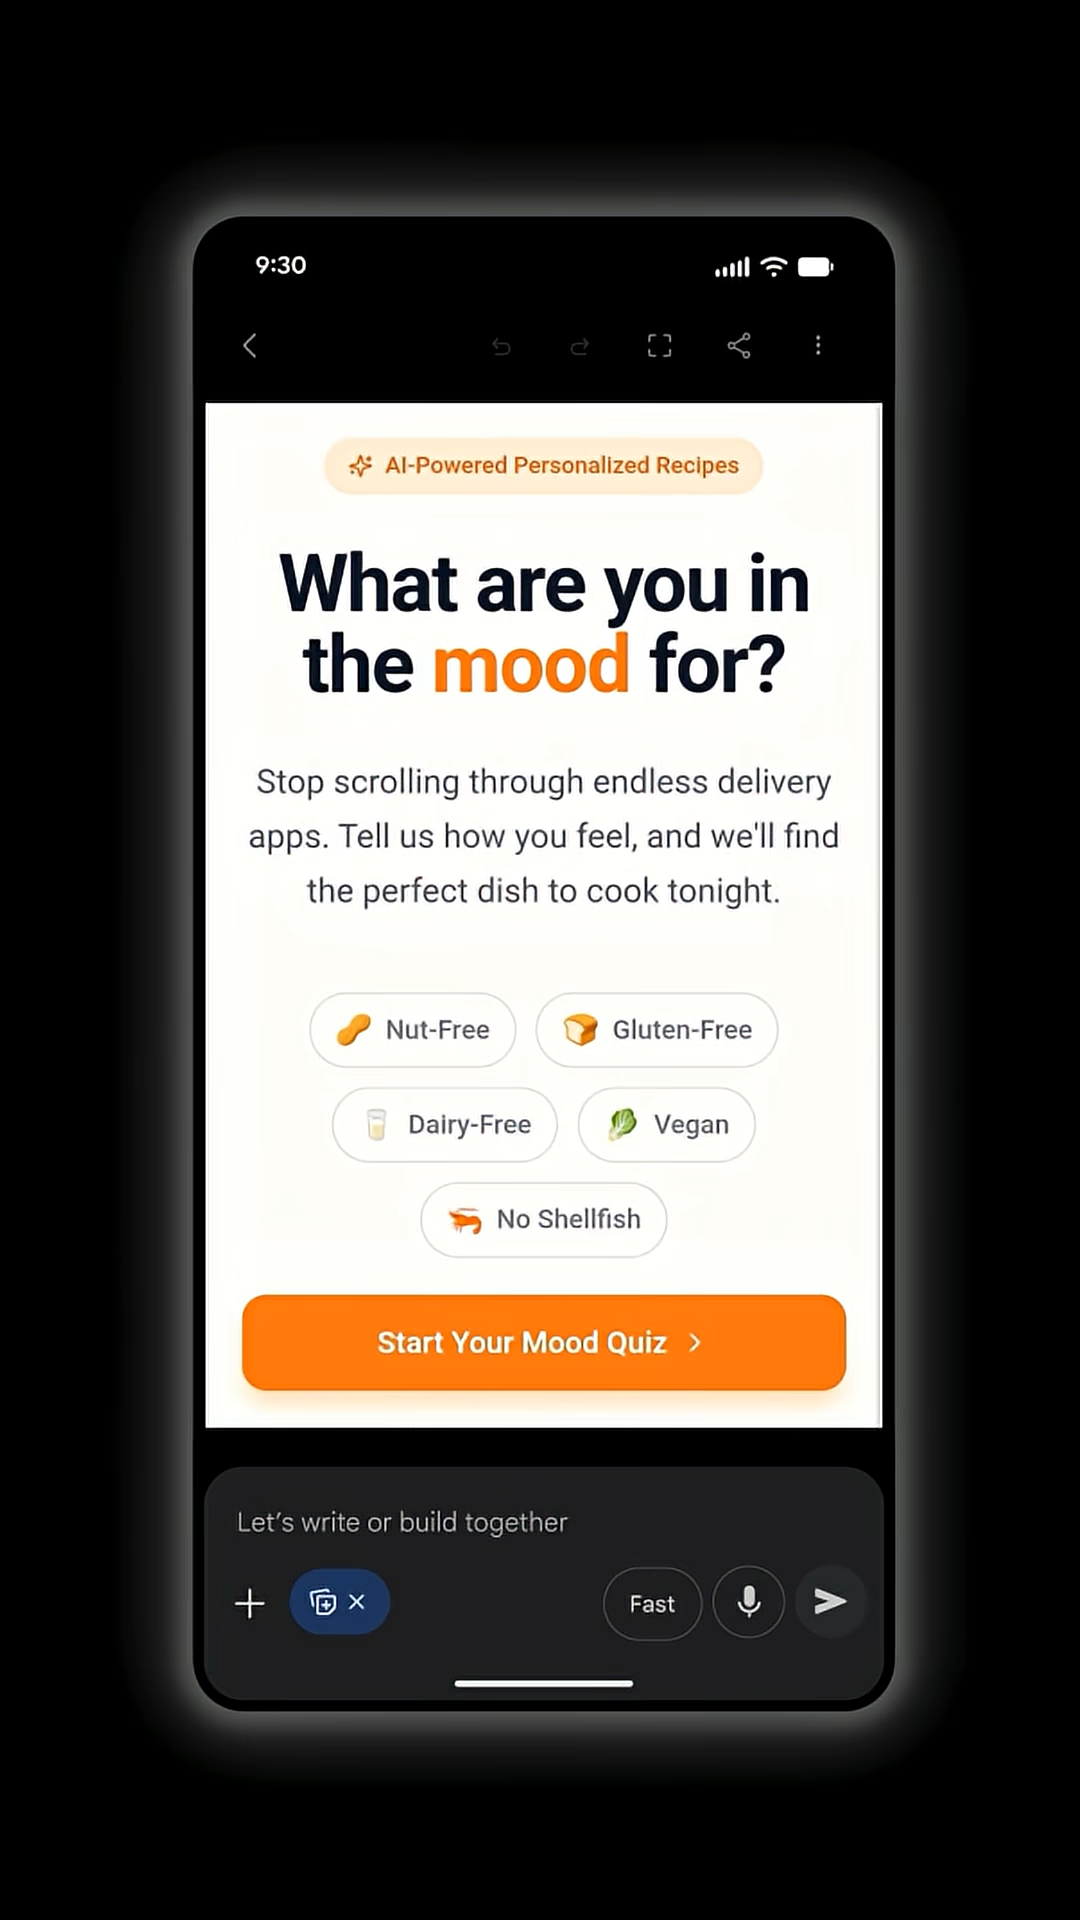 9:30
AI-Powered Personalized Recipes
What are you in
the mood for?
Stop scrolling through endless delivery
apps. Tell us how you feel, and we'll find
the perfect dish to cook tonight.
Nut-Free
Gluten-Free
Dairy-Free
Vegan
No Shellfish
Start Your Mood Quiz
Let's write or build together
Fast